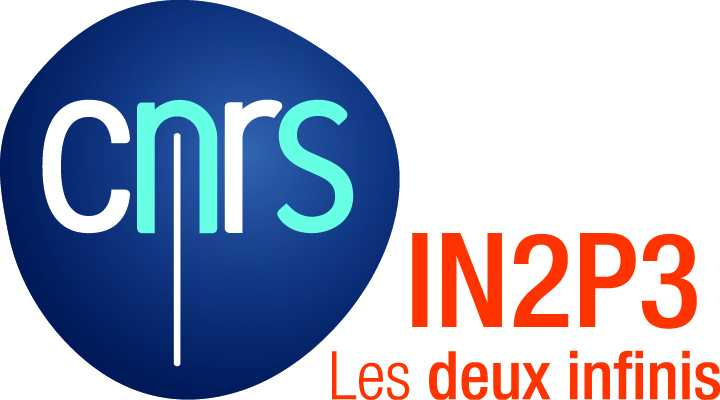 cnrs
IN2P3
Les deux infinis